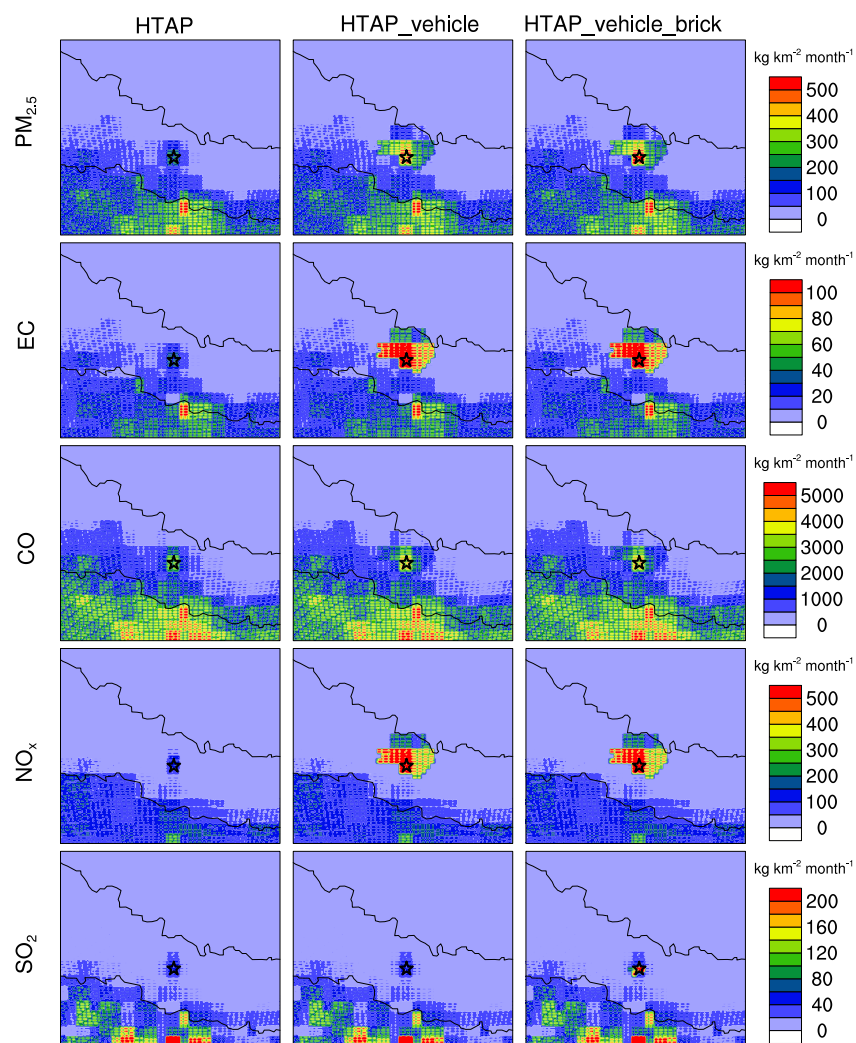 HTAP HTAP_vehicle HTAP_vehicle_brick
PM2.5
kg km-2 month-1
500
400
300
200
100
0
EC
kg km-2 month-1
100
80
60
40
20
0
CO
kg km-2 month-1
5000
4000
3000
2000
1000
0
NOx
kg km-2 month-1
500
400
300
200
100
0
SO2
kg km-2 month-1
200
160
120
80
40
0